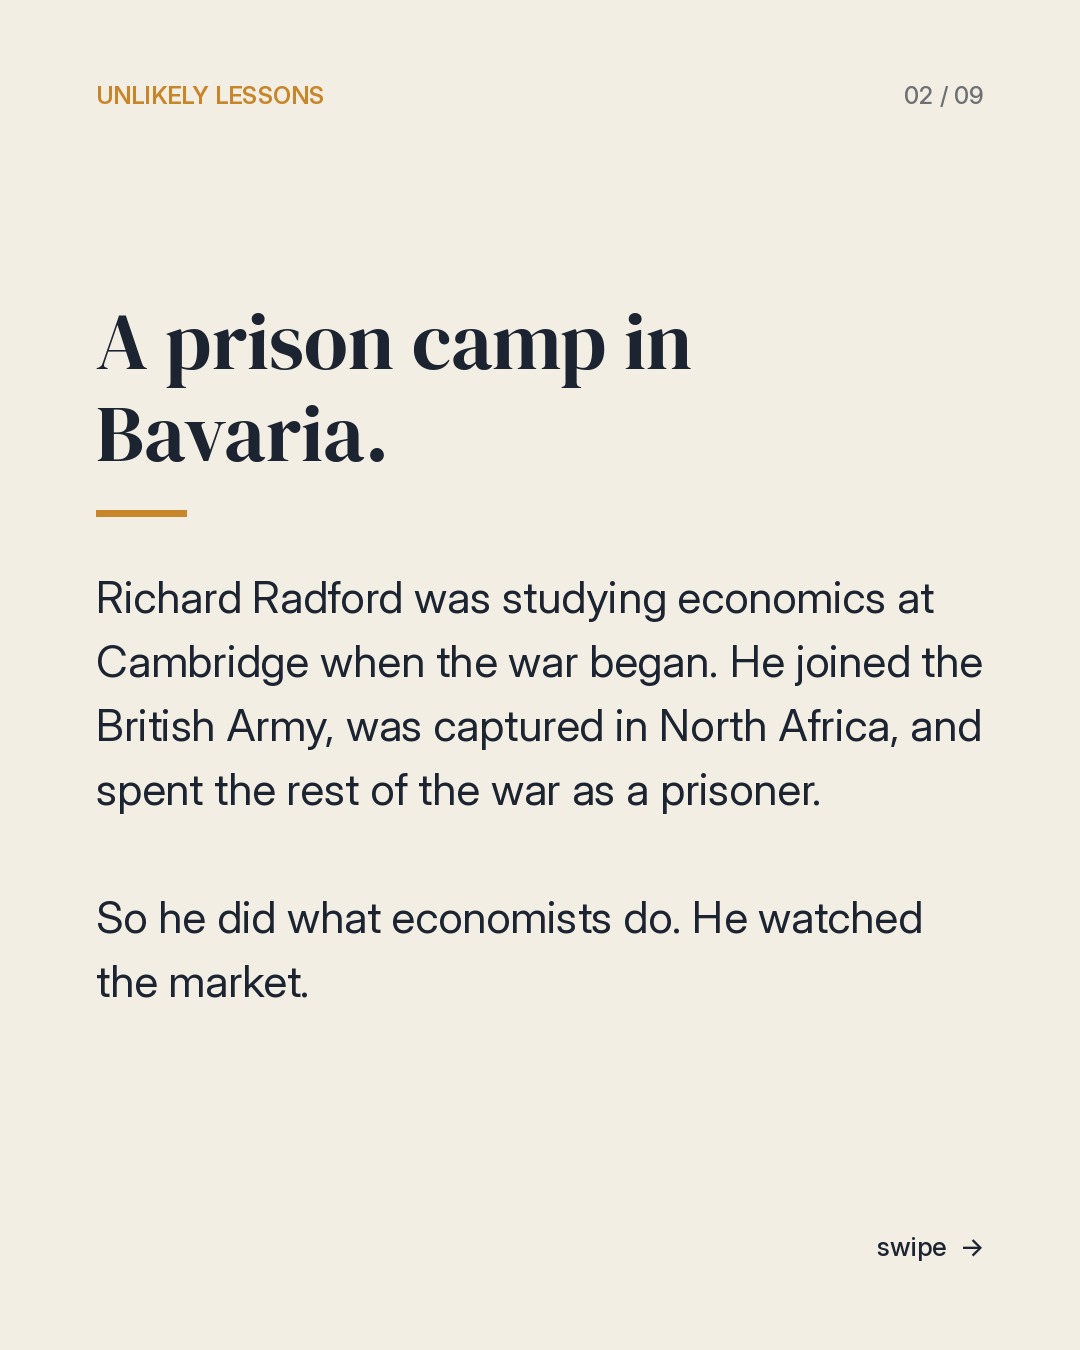 UNLIKELY LESSONS
02 / 09
A prison camp in
Bavaria.
Richard Radford was studying economics at
Cambridge when the war began. He joined the
British Army, was captured in North Africa, and
spent the rest of the war as a prisoner.
So he did what economists do. He watched
the market.
swipe →